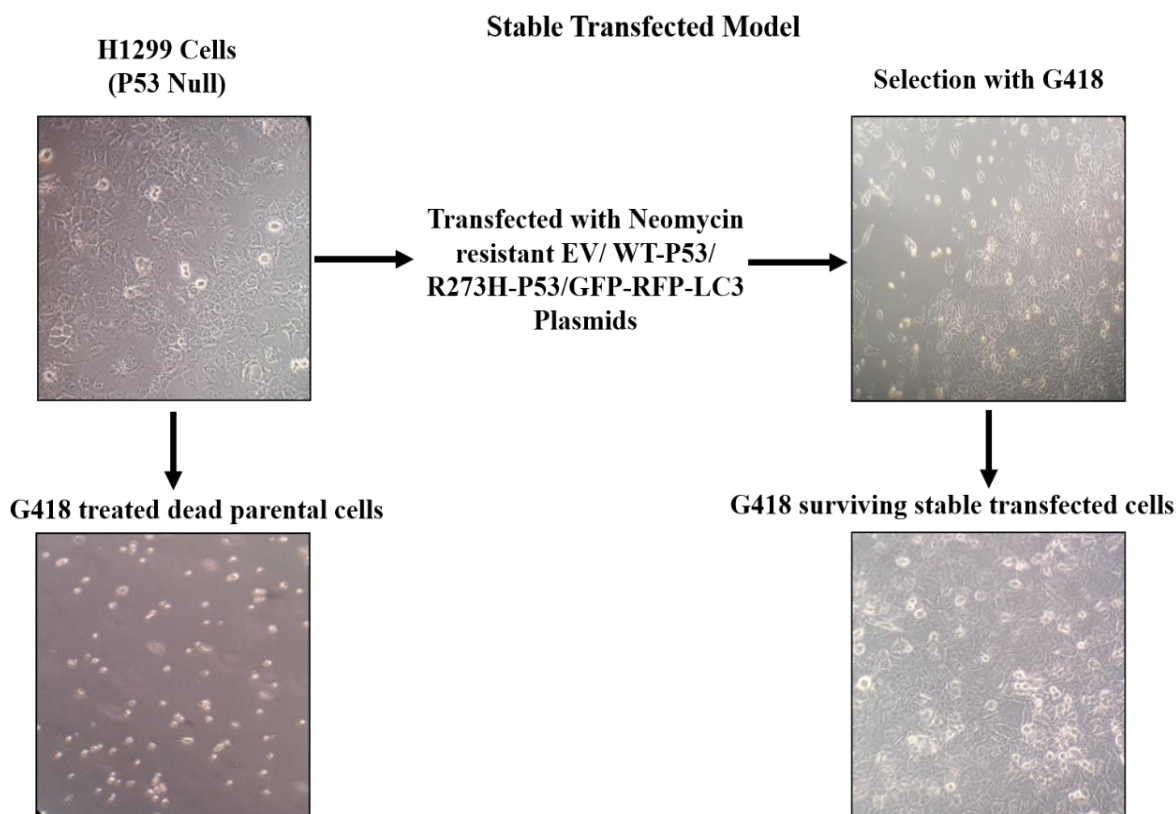 Stable Transfected Model
H1299 Cells
(P53 Null)
Selection with G418
Transfected with Neomycin
resistant EV/ WT-P53/
R273H-P53/GFP-RFP-LC3
Plasmids
G418 treated dead parental cells
G418 surviving stable transfected cells